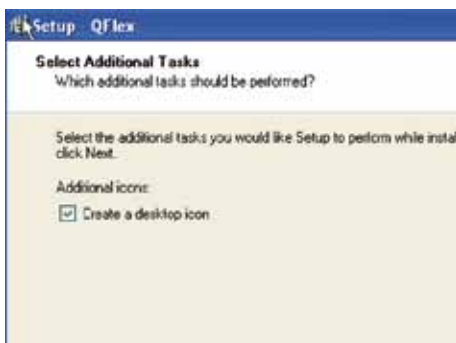 Setup QFlex
Select Additional Tasks
Which additional tasks should be performed?
Select the additional tasks you would like Setup to perform while instal
click Next.
Additional icons:
Create a desktop icon